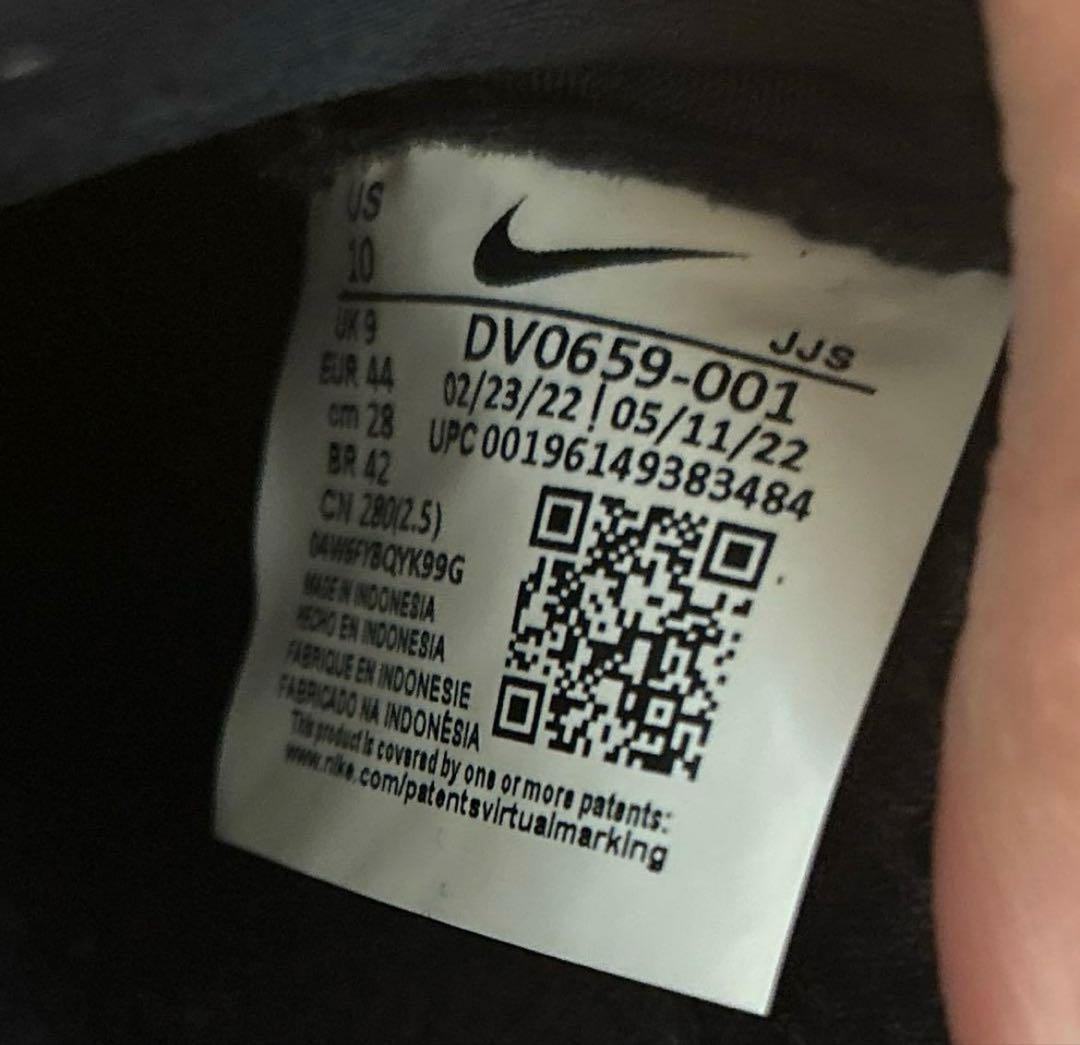 US
10
UK 9
EUR 44
cm 28
BR 42
CN 280(2.5)
MADE IN INDONESIA
HECHO EN INDONESIA
FABRIQUE EN INDONESIE
FABRICADO NA INDONÉSIA
This product is covered by one or more patents:
www.nike.com/patentsvirtualmarking
JJS
DV0659-001
02/23/22 | 05/11/22
UPC 00196149383484